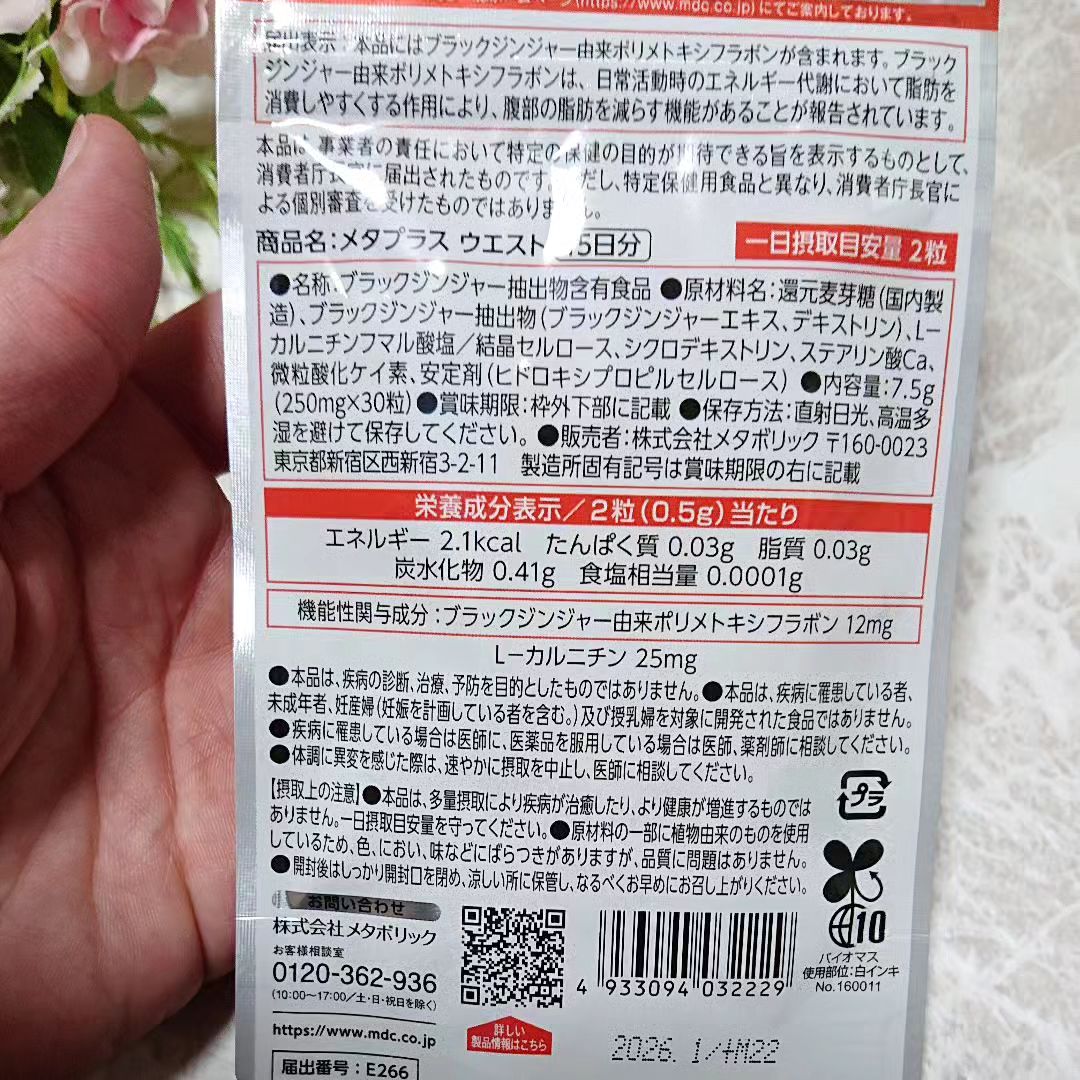 (https://www.mdc.co.jp)にてご案内しております。
届出表示：本品にはブラックジンジャー由来ポリメトキシフラボンが含まれます。ブラック
ジンジャー由来ポリメトキシフラボンは、日常活動時のエネルギー代謝において脂肪を
消費しやすくする作用により、腹部の脂肪を減らす機能があることが報告されています。
本品は、事業者の責任において特定の保健の目的が期待できる旨を表示するものとして、
消費者庁長官に届出されたものです。ただし、特定保健用食品と異なり、消費者庁長官に
よる個別審査を受けたものではありません。
商品名：メタプラス ウエスト 5日分
一日摂取目安量 2粒
●名称：ブラックジンジャー抽出物含有食品 ●原材料名：還元麦芽糖（国内製
造）、ブラックジンジャー抽出物（ブラックジンジャーエキス、デキストリン）、L－
カルニチンフマル酸塩／結晶セルロース、シクロデキストリン、ステアリン酸Ca、
微粒酸化ケイ素、安定剤（ヒドロキシプロピルセルロース） ●内容量：7.5g
（250mg×30粒）●賞味期限：枠外下部に記載 ●保存方法：直射日光、高温多
湿を避けて保存してください。●販売者：株式会社メタボリック 〒160-0023
東京都新宿区西新宿3-2-11 製造所固有記号は賞味期限の右に記載
栄養成分表示／2粒（0.5g）当たり
エネルギー 2.1kcal たんぱく質 0.03g 脂質 0.03g
炭水化物 0.41g 食塩相当量 0.0001g
機能性関与成分：ブラックジンジャー由来ポリメトキシフラボン 12mg
L－カルニチン 25mg
●本品は、疾病の診断、治療、予防を目的としたものではありません。●本品は、疾病に罹患している者、
未成年者、妊産婦（妊娠を計画している者を含む。）及び授乳婦を対象に開発された食品ではありません。
●疾病に罹患している場合は医師に、医薬品を服用している場合は医師、薬剤師に相談してください。
●体調に異変を感じた際は、速やかに摂取を中止し、医師に相談してください。
【摂取上の注意】●本品は、多量摂取により疾病が治癒したり、より健康が増進するものでは
ありません。一日摂取目安量を守ってください。●原材料の一部に植物由来のものを使用
しているため、色、におい、味などにばらつきがありますが、品質に問題はありません。
●開封後はしっかり開封口を閉め、涼しい所に保管し、なるべくお早めにお召し上がりください。
プラ
10
バイオマス
使用部位：白インキ
No.160011
お問い合わせ
株式会社メタボリック
お客様相談室
0120-362-936
（10:00〜17:00／土・日・祝日を除く）
https://www.mdc.co.jp
届出番号：E266
詳しい
製品情報はこちら
4 933094 032229
2026. 1/+M22